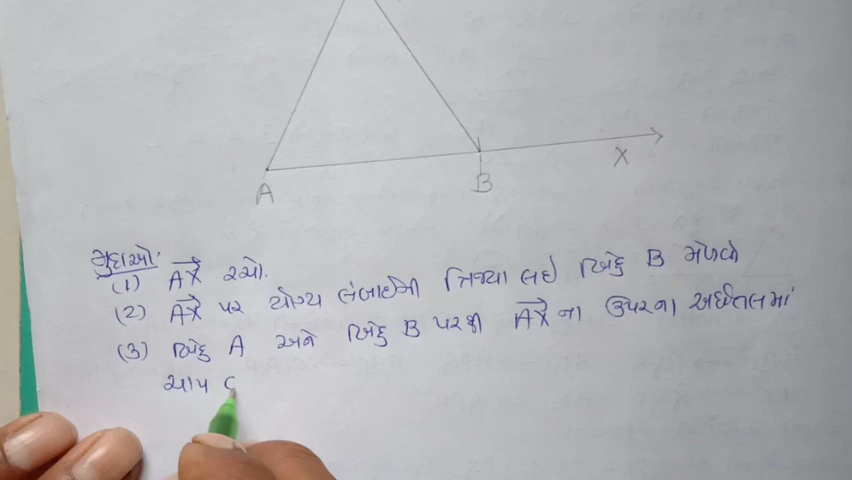 A
B
X
મુદ્દાઓ:
(1) AX રચો.
(2) AX પર યોગ્ય લંબાઈની ત્રિજ્યા લઈ બિંદુ B મેળવો
(3) બિંદુ A અને બિંદુ B પરથી AX ના ઉપરના અર્ધતલમાં
ચાપ